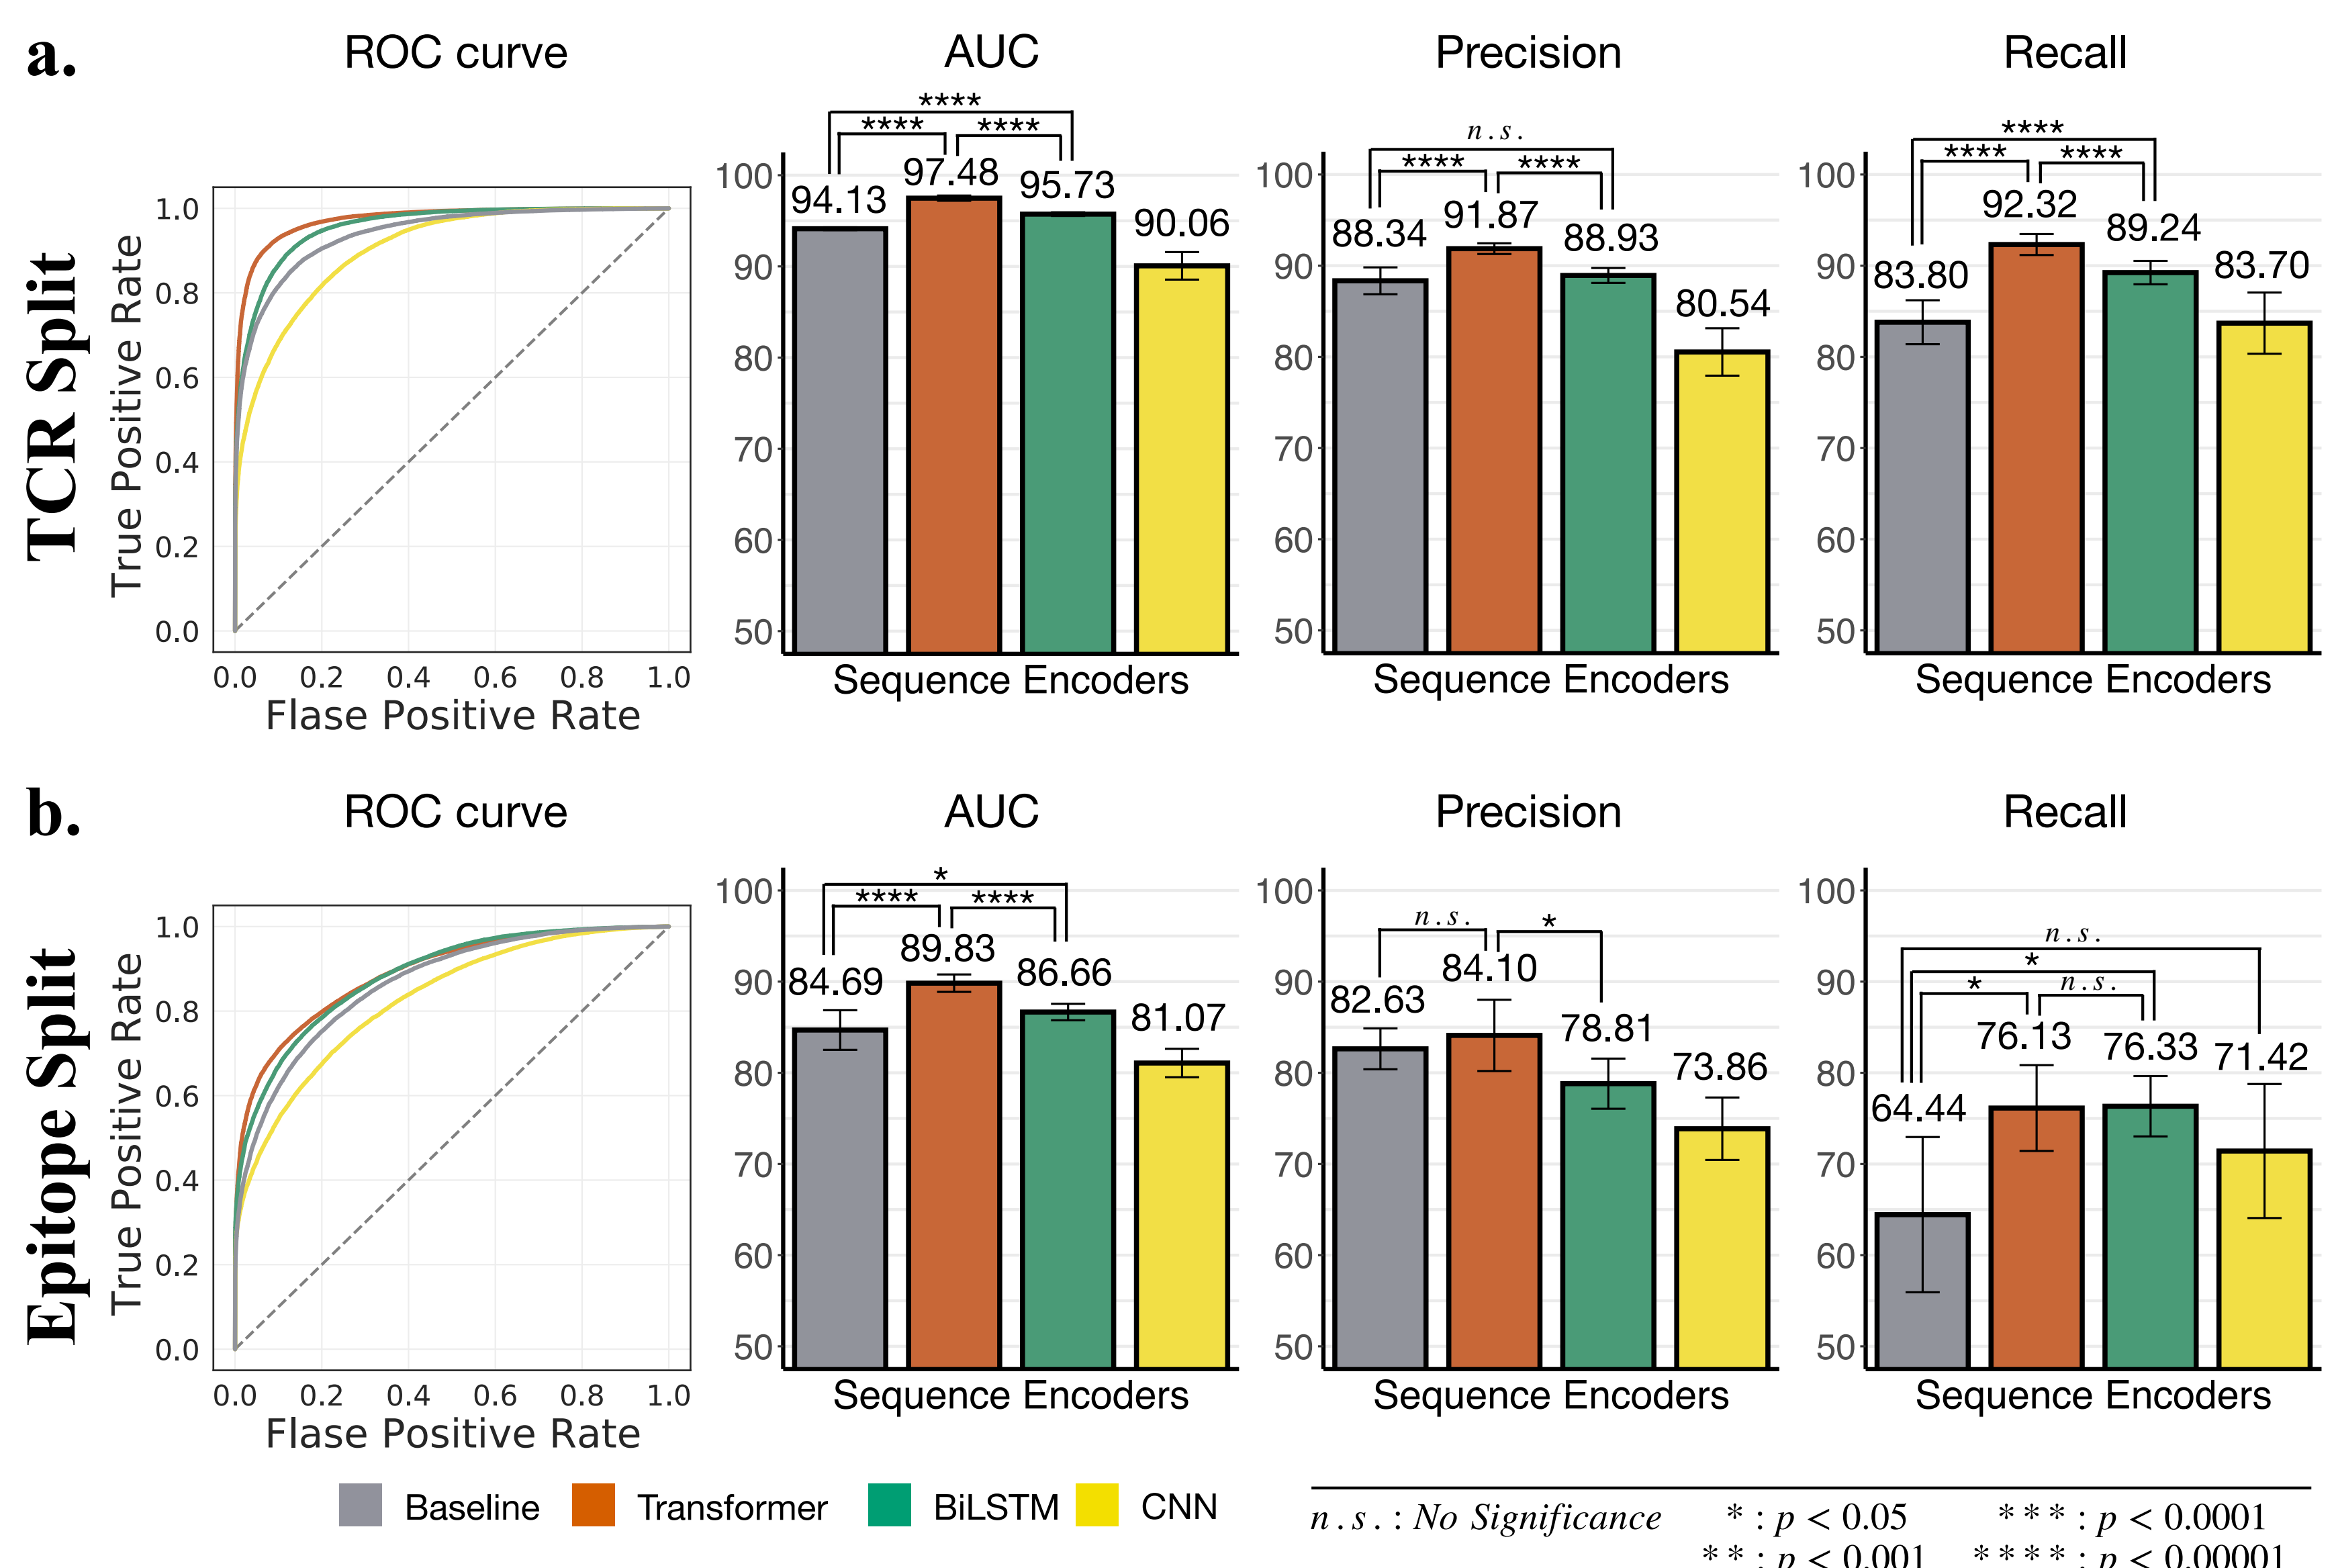 a.
ROC curve
AUC
Precision
Recall
TCR Split
True Positive Rate
1.0
0.8
0.6
0.4
0.2
0.0
0.0 0.2 0.4 0.6 0.8 1.0
Flase Positive Rate
****
**** ****
100
90
80
70
60
50
94.13
97.48
95.73
90.06
Sequence Encoders
n.s.
**** ****
100
90
80
70
60
50
88.34
91.87
88.93
80.54
Sequence Encoders
****
**** ****
100
90
80
70
60
50
83.80
92.32
89.24
83.70
Sequence Encoders
b.
ROC curve
AUC
Precision
Recall
Epitope Split
True Positive Rate
1.0
0.8
0.6
0.4
0.2
0.0
0.0 0.2 0.4 0.6 0.8 1.0
Flase Positive Rate
*
**** ****
100
90
80
70
60
50
84.69
89.83
86.66
81.07
Sequence Encoders
n.s. *
100
90
80
70
60
50
82.63
84.10
78.81
73.86
Sequence Encoders
n.s.
*
* n.s.
100
90
80
70
60
50
64.44
76.13
76.33
71.42
Sequence Encoders
Baseline Transformer BiLSTM CNN
n.s.: No Significance * : p < 0.05 *** : p < 0.0001
** : p < 0.001 **** : p < 0.00001